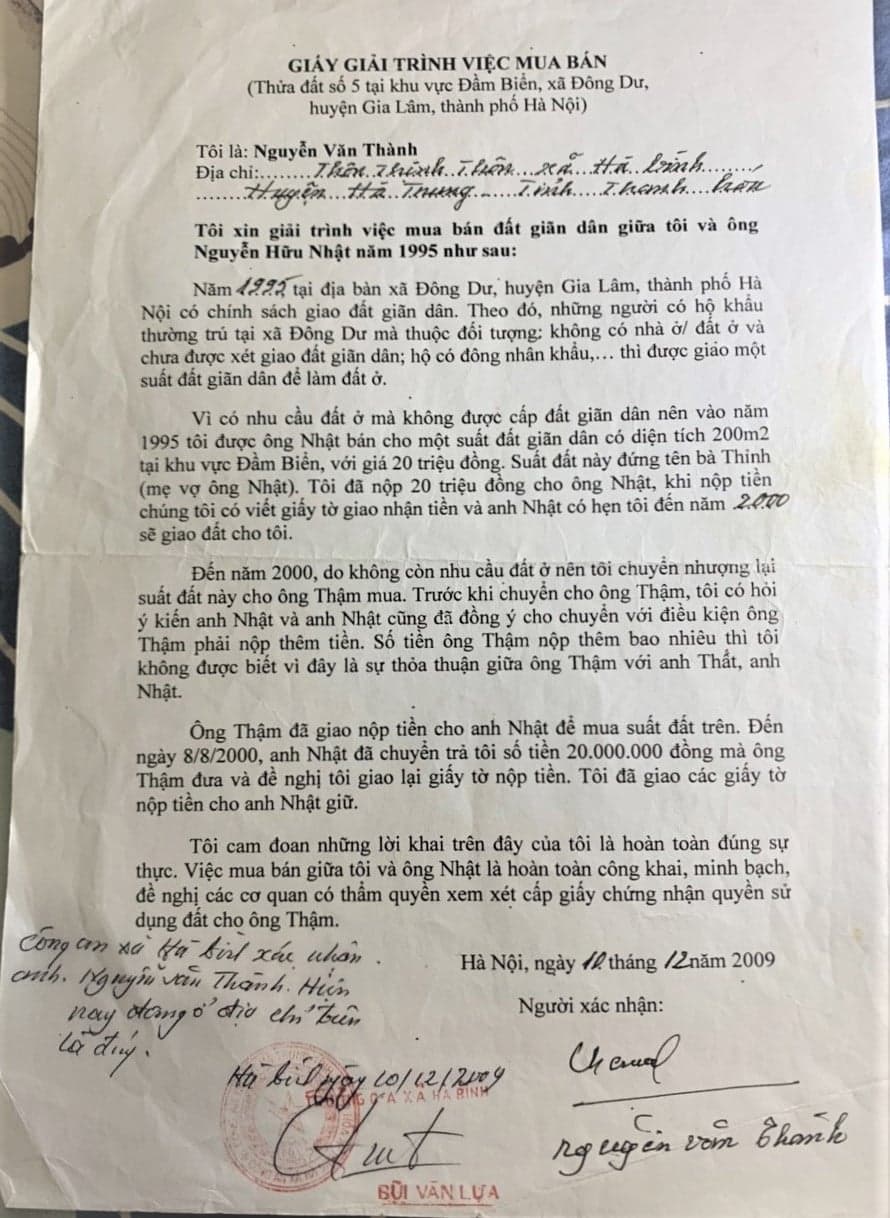 GIẤY GIẢI TRÌNH VIỆC MUA BÁN
(Thửa đất số 5 tại khu vực Đầm Biển, xã Đông Dư,
huyện Gia Lâm, thành phố Hà Nội)
Tôi là: Nguyễn Văn Thành
Địa chỉ:........Thôn..Thịnh..Thôn...xã...Hà..bình......
........Huyện...Hà..Trung......Tỉnh...Thanh...hóa
Tôi xin giải trình việc mua bán đất giãn dân giữa tôi và ông
Nguyễn Hữu Nhật năm 1995 như sau:
Năm 1995 tại địa bàn xã Đông Dư, huyện Gia Lâm, thành phố Hà
Nội có chính sách giao đất giãn dân. Theo đó, những người có hộ khẩu
thường trú tại xã Đông Dư mà thuộc đối tượng: không có nhà ở/ đất ở và
chưa được xét giao đất giãn dân; hộ có đông nhân khẩu,… thì được giao một
suất đất giãn dân để làm đất ở.
Vì có nhu cầu đất ở mà không được cấp đất giãn dân nên vào năm
1995 tôi được ông Nhật bán cho một suất đất giãn dân có diện tích 200m2
tại khu vực Đầm Biển, với giá 20 triệu đồng. Suất đất này đứng tên bà Thinh
(mẹ vợ ông Nhật). Tôi đã nộp 20 triệu đồng cho ông Nhật, khi nộp tiền
chúng tôi có viết giấy tờ giao nhận tiền và anh Nhật có hẹn tôi đến năm 2000
sẽ giao đất cho tôi.
Đến năm 2000, do không còn nhu cầu đất ở nên tôi chuyển nhượng lại
suất đất này cho ông Thậm mua. Trước khi chuyển cho ông Thậm, tôi có hỏi
ý kiến anh Nhật và anh Nhật cũng đã đồng ý cho chuyển với điều kiện ông
Thậm phải nộp thêm tiền. Số tiền ông Thậm nộp thêm bao nhiêu thì tôi
không được biết vì đây là sự thỏa thuận giữa ông Thậm với anh Thất, anh
Nhật.
Ông Thậm đã giao nộp tiền cho anh Nhật để mua suất đất trên. Đến
ngày 8/8/2000, anh Nhật đã chuyển trả tôi số tiền 20.000.000 đồng mà ông
Thậm đưa và đề nghị tôi giao lại giấy tờ nộp tiền. Tôi đã giao các giấy tờ
nộp tiền cho anh Nhật giữ.
Tôi cam đoan những lời khai trên đây của tôi là hoàn toàn đúng sự
thực. Việc mua bán giữa tôi và ông Nhật là hoàn toàn công khai, minh bạch,
đề nghị các cơ quan có thẩm quyền xem xét cấp giấy chứng nhận quyền sử
dụng đất cho ông Thậm.
Công an xã Hà bình xác nhận
anh. Nguyễn văn Thành. Hiện
nay đang ở địa chỉ trên
là đúng.
Hà bình ngày 10/12/2009
XÃ HÀ BÌNH
BÙI VĂN LỰA
Hà Nội, ngày 10 tháng 12 năm 2009
Người xác nhận:
Nguyễn văn Thành